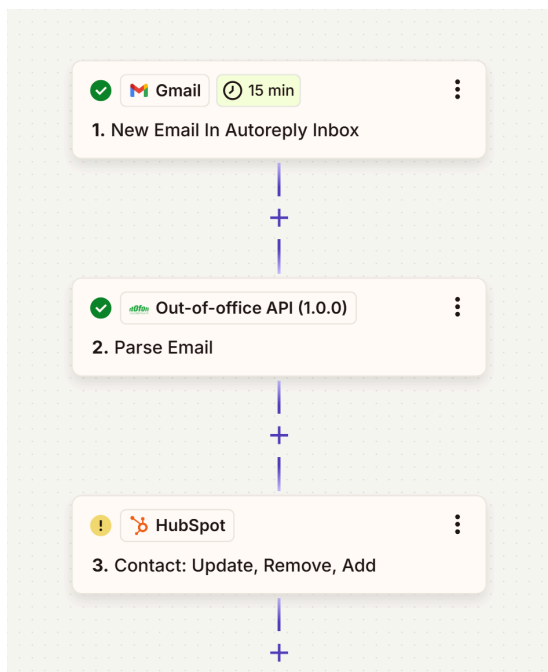 Gmail 15 min
1. New Email In Autoreply Inbox
Out-of-office API (1.0.0)
2. Parse Email
!
HubSpot
3. Contact: Update, Remove, Add